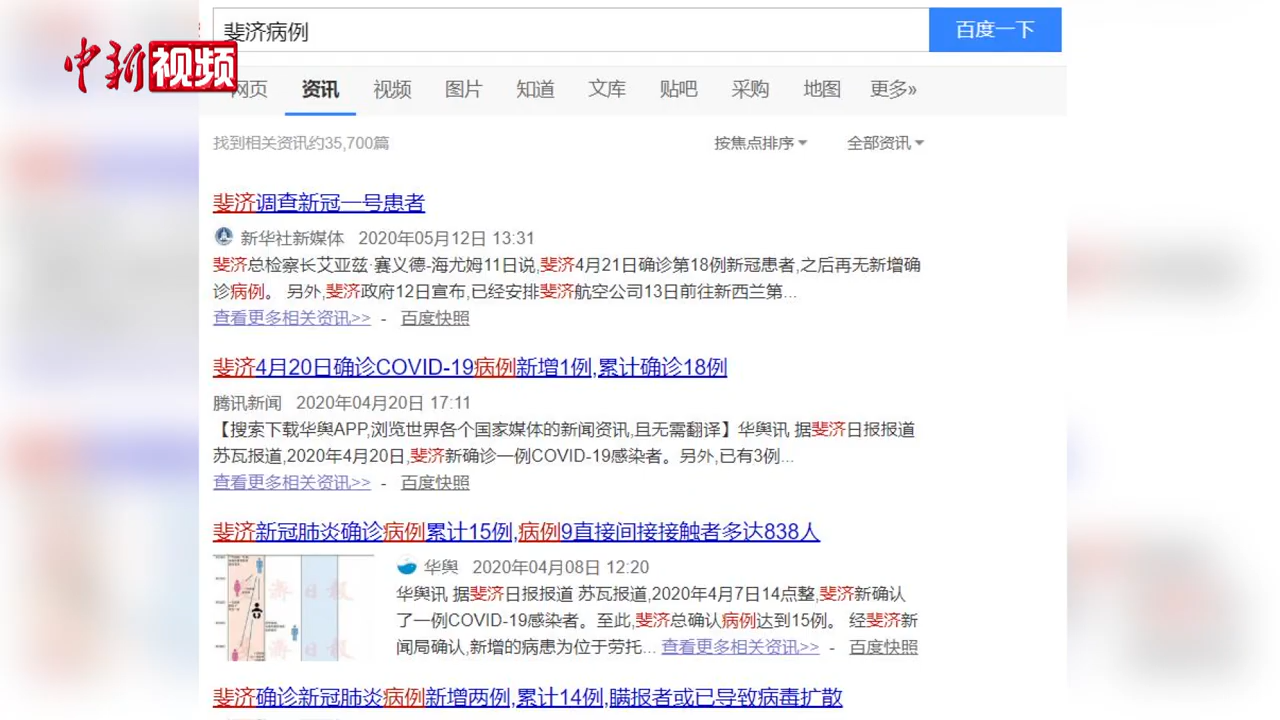 斐济病例
百度一下
中新视频
网页 资讯 视频 图片 知道 文库 贴吧 采购 地图 更多»
找到相关资讯约35,700篇 按焦点排序 全部资讯
斐济调查新冠一号患者
新华社新媒体 2020年05月12日 13:31
斐济总检察长艾亚兹·赛义德-海尤姆11日说,斐济4月21日确诊第18例新冠患者,之后再无新增确
诊病例。 另外,斐济政府12日宣布,已经安排斐济航空公司13日前往新西兰第...
查看更多相关资讯>> - 百度快照
斐济4月20日确诊COVID-19病例新增1例,累计确诊18例
腾讯新闻 2020年04月20日 17:11
【搜索下载华舆APP,浏览世界各个国家媒体的新闻资讯,且无需翻译】华舆讯 据斐济日报报道
苏瓦报道,2020年4月20日,斐济新确诊一例COVID-19感染者。另外,已有3例...
查看更多相关资讯>> - 百度快照
斐济新冠肺炎确诊病例累计15例,病例9直接间接接触者多达838人
华舆 2020年04月08日 12:20
华舆讯 据斐济日报报道 苏瓦报道,2020年4月7日14点整,斐济新确认
了一例COVID-19感染者。至此,斐济总确认病例达到15例。 经斐济新
闻局确认,新增的病患为位于劳托... 查看更多相关资讯>> - 百度快照
斐济确诊新冠肺炎病例新增两例,累计14例,瞒报者或已导致病毒扩散